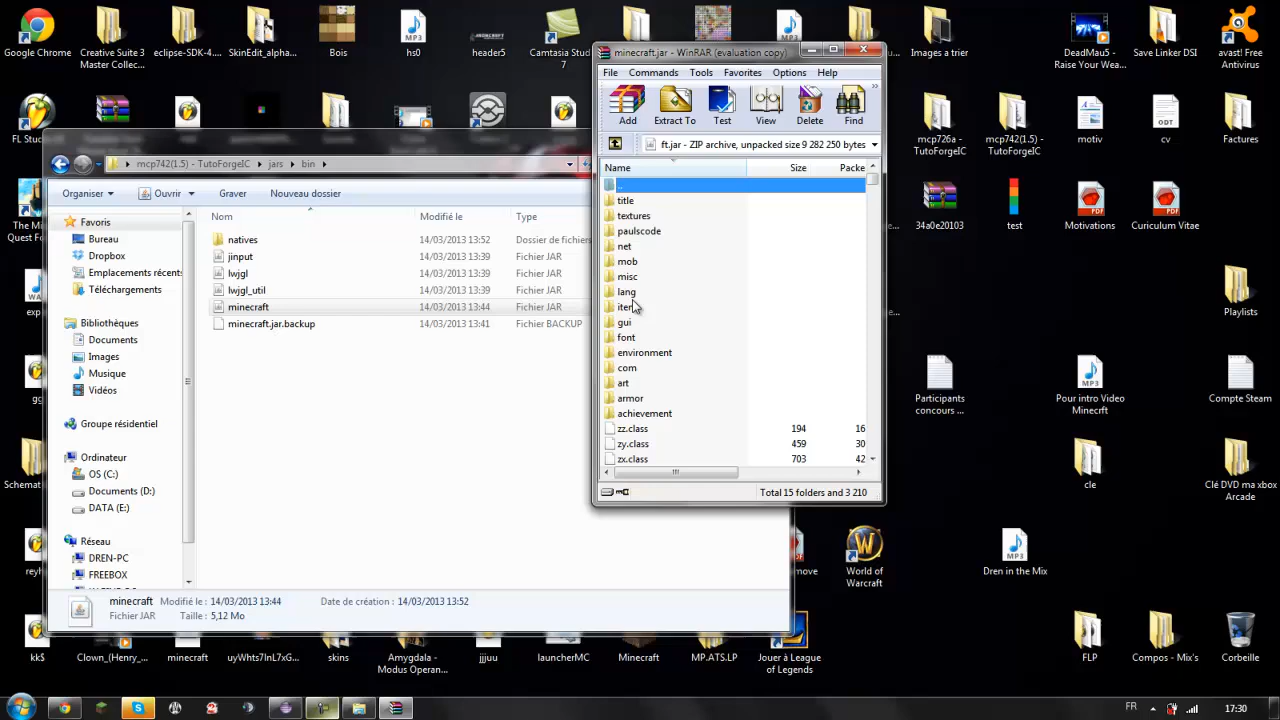 Google Chrome
Creative Suite 3
Master Collec...
eclipse-SDK-4....
SkinEdit_alpha...
Bois
hs0
header5
Camtasia Stud
7
Images a trier
DeadMau5 -
Raise Your Wea...
Save Linker DSI
avast! Free
Antivirus
minecraft.jar - WinRAR (evaluation copy)
File Commands Tools Favorites Options Help
Add Extract To Test View Delete Find
ft.jar - ZIP archive, unpacked size 9 282 250 bytes
Name Size Packe
..
title
textures
paulscode
net
mob
misc
lang
gui
font
environment
com
art
armor
achievement
zz.class 194 16
zy.class 459 30
zx.class 703 42
Total 15 folders and 3 210
FL Stud
mcp742(1.5) - TutoForgeIC
jars
bin
Organiser
Ouvrir
Graver
Nouveau dossier
Favoris
Bureau
Dropbox
Emplacements récents
Téléchargements
Bibliothèques
Documents
Images
Musique
Vidéos
Groupe résidentiel
Ordinateur
OS (C:)
Documents (D:)
DATA (E:)
Réseau
DREN-PC
FREEBOX
Nom Modifié le Type
natives 14/03/2013 13:52 Dossier de fichiers
jinput 14/03/2013 13:39 Fichier JAR
lwjgl 14/03/2013 13:39 Fichier JAR
lwjgl_util 14/03/2013 13:39 Fichier JAR
minecraft 14/03/2013 13:44 Fichier JAR
minecraft.jar.backup 14/03/2013 13:41 Fichier BACKUP
minecraft Modifié le : 14/03/2013 13:44 Date de création : 14/03/2013 13:52
Fichier JAR Taille : 5,12 Mo
mcp726a -
TutoForgeIC
mcp742(1.5) -
TutoForgeIC
motiv
cv
Factures
34a0e20103
test
Motivations
Curiculum Vitae
The Mi
Quest Fo
exp
Playlists
Participants
concours ...
Pour intro Video
Minecrft
Compte Steam
gg
Schemat
cle
Clé DVD ma xbox
Arcade
reyh
World of
Warcraft
Dren in the Mix
kk$
Clown_(Henry_...
minecraft
uyWhts7InL7xG...
skins
Amygdala -
Modus Operan...
jjjuu
launcherMC
Minecraft
MP.ATS.LP
Jouer à League
of Legends
FLP
Compos - Mix's
Corbeille
FR
17:30